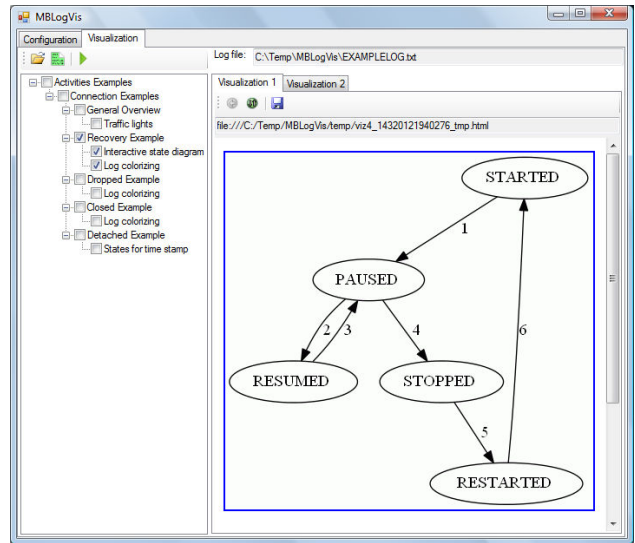 MBLogVis
Configuration Visualization
Log file: C:\Temp\MBLogVis\EXAMPLELOG.txt
Activities Examples
Connection Examples
General Overview
Traffic lights
Recovery Example
Interactive state diagram
Log colorizing
Dropped Example
Log colorizing
Closed Example
Log colorizing
Detached Example
States for time stamp
Visualization 1 Visualization 2
file:///C:/Temp/MBLogVis/temp/viz4_14320121940276_tmp.html
STARTED
1
PAUSED
2 3 4 6
RESUMED STOPPED
5
RESTARTED